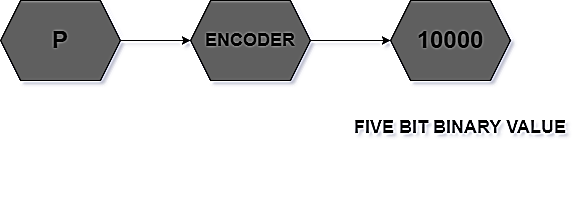 P
ENCODER
10000
FIVE BIT BINARY VALUE